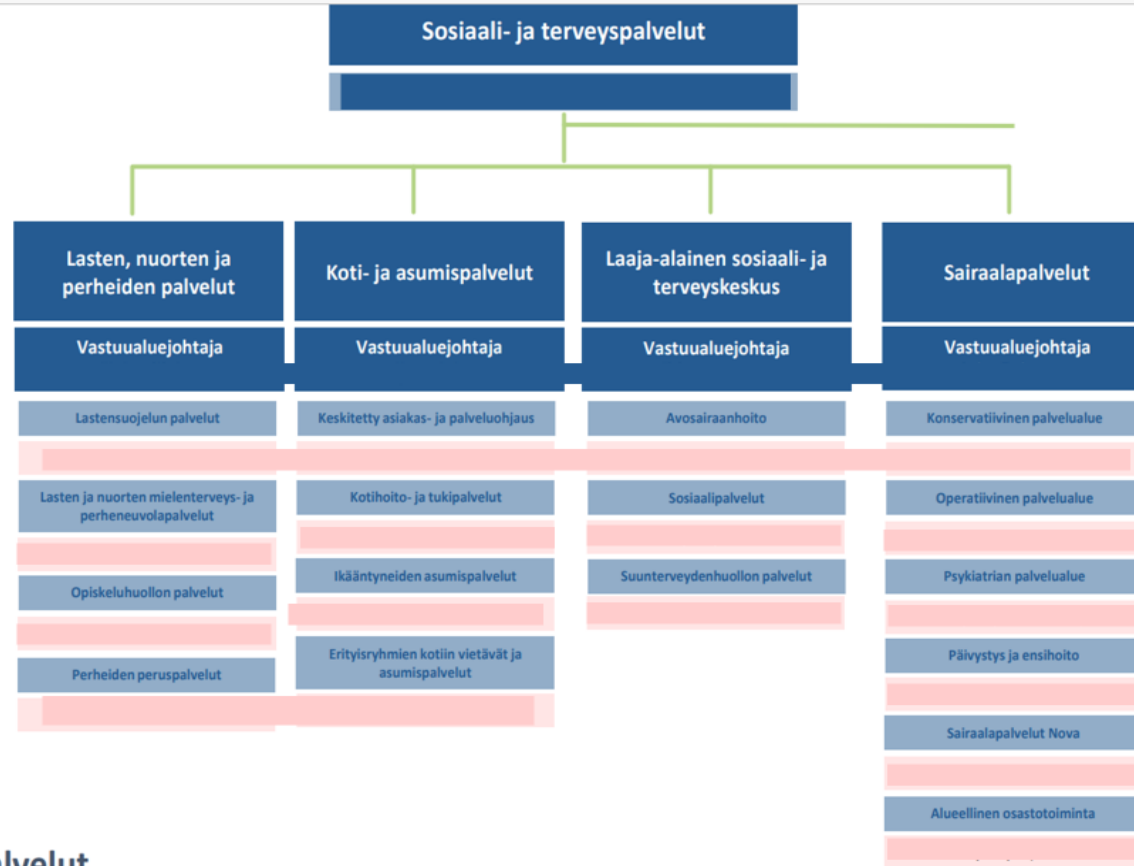 Sosiaali- ja terveyspalvelut
Lasten, nuorten ja
perheiden palvelut
Vastuualuejohtaja
Lastensuojelun palvelut
Lasten ja nuorten mielenterveys- ja
perheneuvolapalvelut
Opiskeluhuollon palvelut
Perheiden peruspalvelut
Koti- ja asumispalvelut
Vastuualuejohtaja
Keskitetty asiakas- ja palveluohjaus
Kotihoito- ja tukipalvelut
Ikääntyneiden asumispalvelut
Erityisryhmien kotiin vietävät ja
asumispalvelut
Laaja-alainen sosiaali- ja
terveyskeskus
Vastuualuejohtaja
Avosairaanhoito
Sosiaalipalvelut
Suunterveydenhuollon palvelut
Sairaalapalvelut
Vastuualuejohtaja
Konservatiivinen palvelualue
Operatiivinen palvelualue
Psykiatrian palvelualue
Päivystys ja ensihoito
Sairaalapalvelut Nova
Alueellinen osastotoiminta